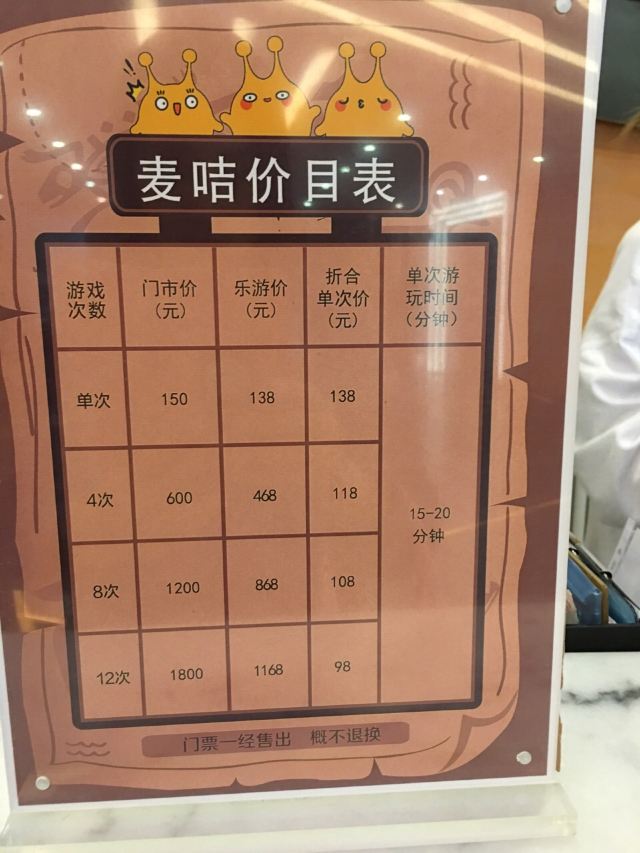 麦咭价目表
游戏
次数
门市价
(元)
乐游价
(元)
折合
单次价
(元)
单次游
玩时间
(分钟)
单次 150 138 138
4次 600 468 118
8次 1200 868 108
12次 1800 1168 98
15-20
分钟
门票一经售出 概不退换